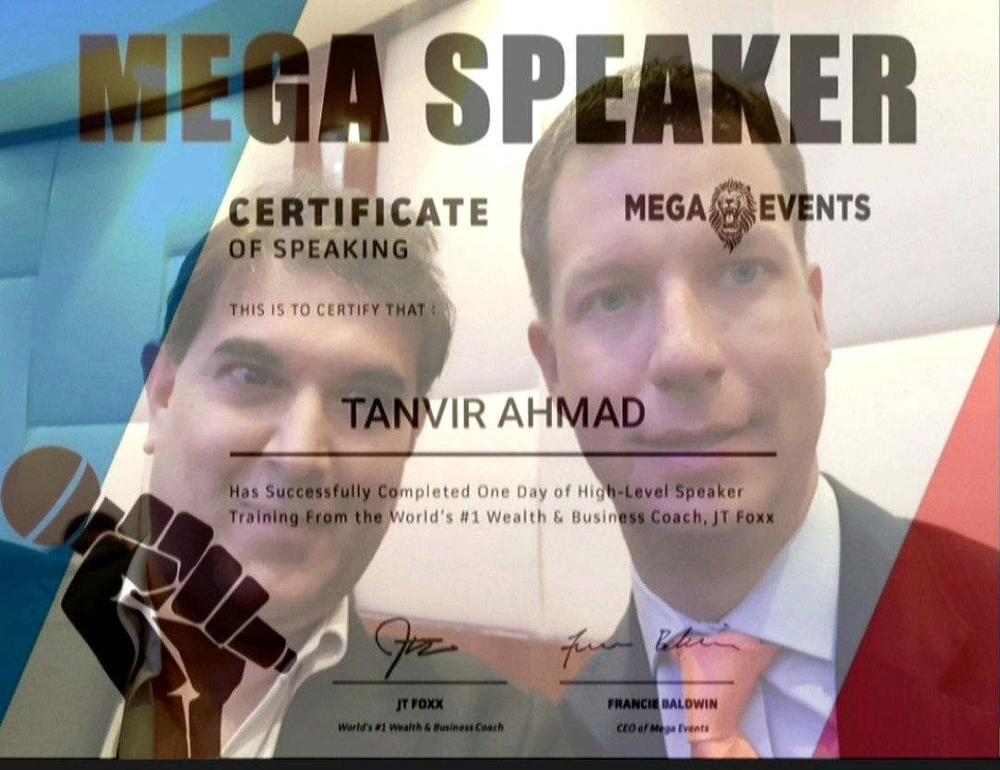 MEGA SPEAKER
CERTIFICATE
OF SPEAKING
MEGA EVENTS
THIS IS TO CERTIFY THAT :
TANVIR AHMAD
Has Successfully Completed One Day of High-Level Speaker
Training From the World's #1 Wealth & Business Coach, JT Foxx
JT FOXX
World's #1 Wealth & Business Coach
FRANCIE BALDWIN
CEO of Mega Events